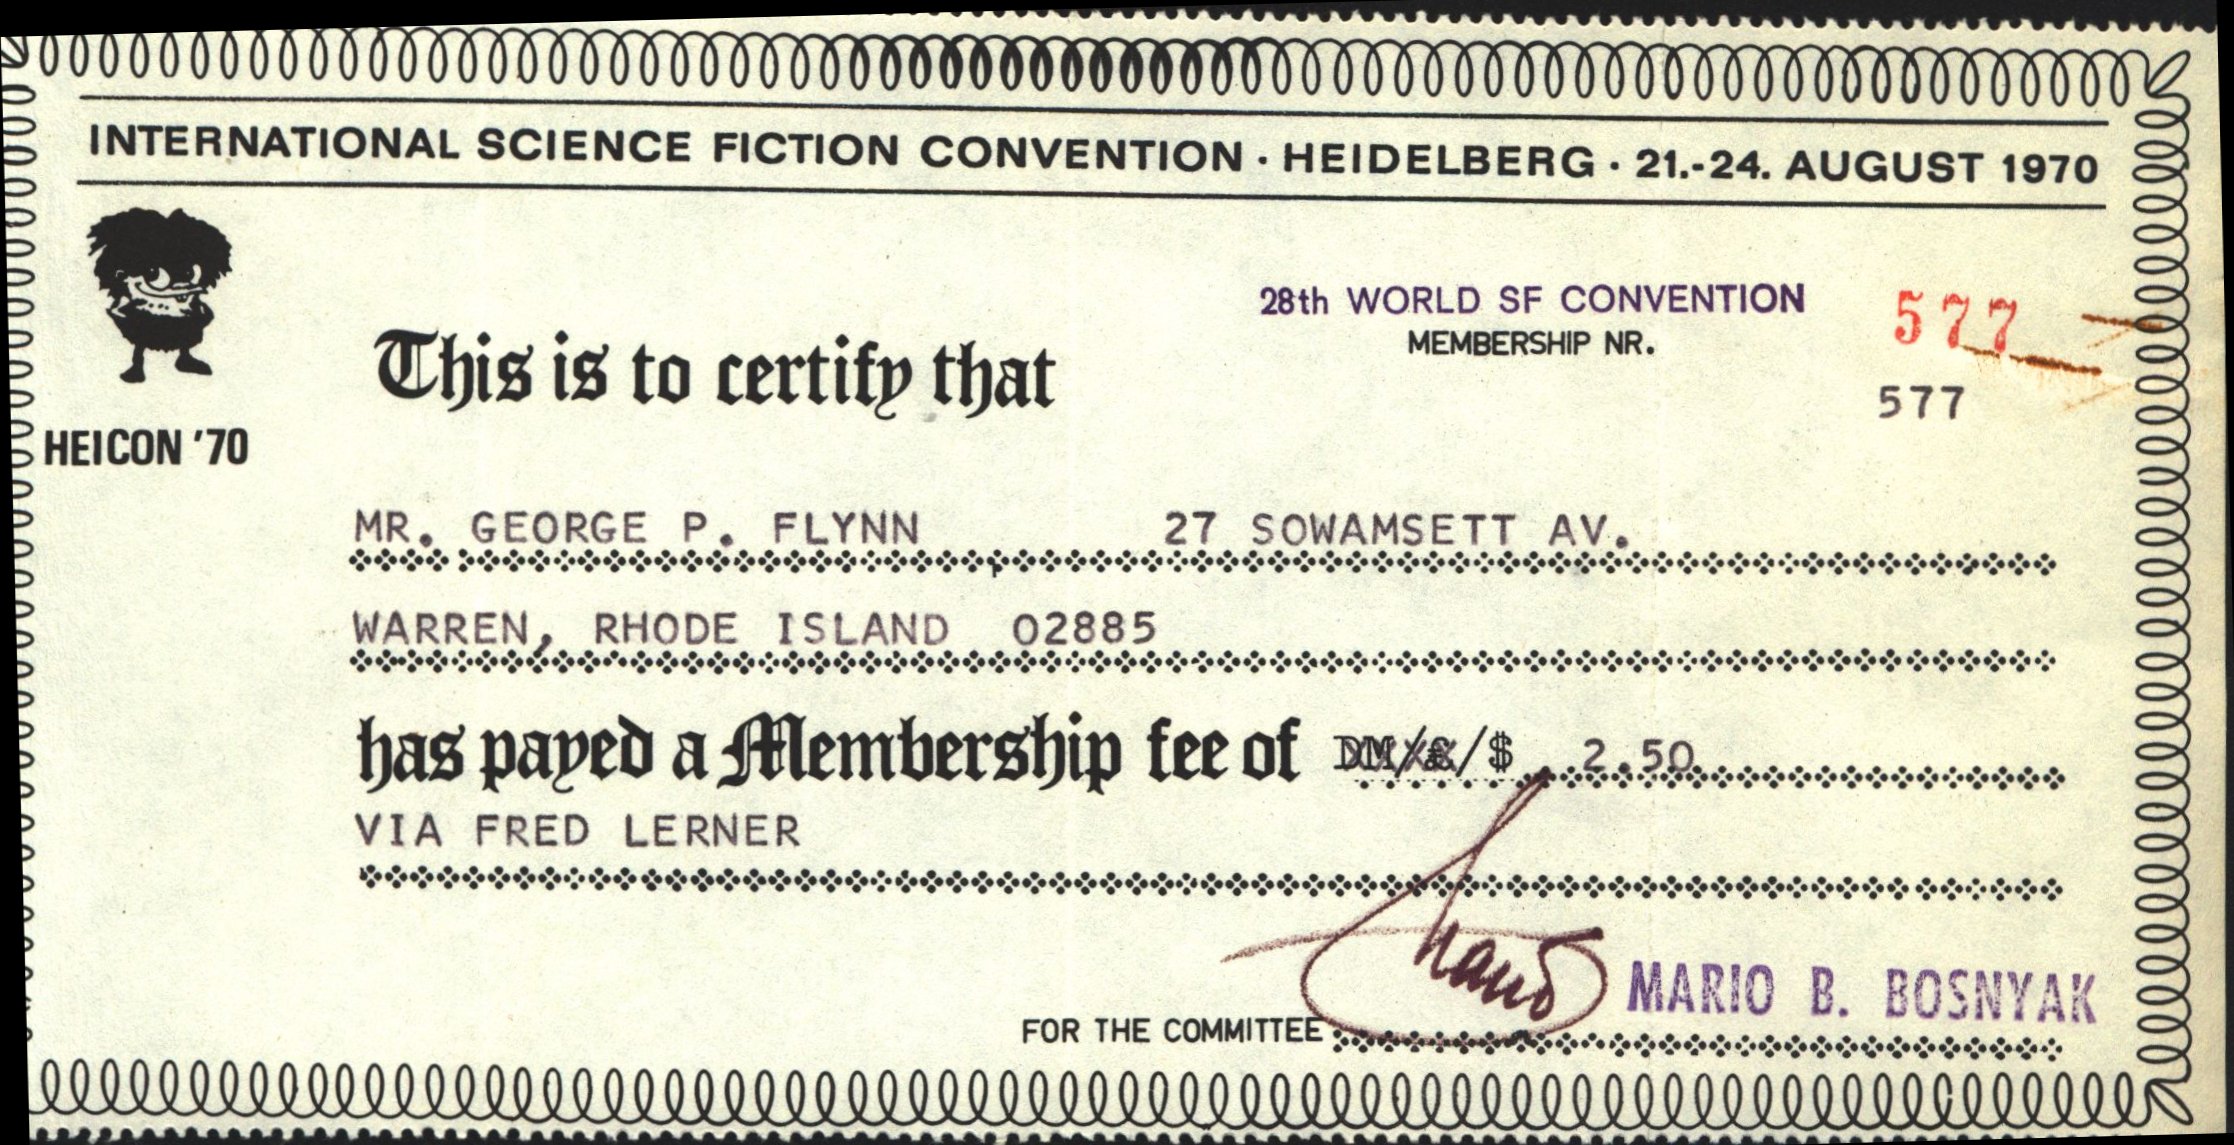 INTERNATIONAL SCIENCE FICTION CONVENTION · HEIDELBERG · 21.-24. AUGUST 1970
28th WORLD SF CONVENTION 577
MEMBERSHIP NR.
577
This is to certify that
HEICON '70
MR. GEORGE P. FLYNN 27 SOWAMSETT AV.
WARREN, RHODE ISLAND 02885
has payed a Membership fee of DM/£/$ 2.50
VIA FRED LERNER
Mario
MARIO B. BOSNYAK
FOR THE COMMITTEE